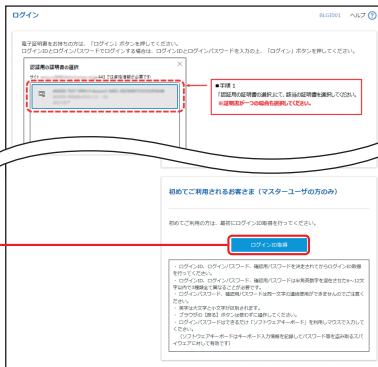 ログイン
BLGI001 ヘルプ ?
電子証明書をお持ちの方は、「ログイン」ボタンを押してください。
ログインIDとログインパスワードでログインする場合は、ログインIDとログインパスワードを入力の上、「ログイン」ボタンを押してください。
認証用の証明書の選択
サイト
441 では資格情報が必要です:
■手順 1
「認証用の証明書の選択」にて、該当の証明書を選択してください。
※証明書が一つの場合も選択してください。
初めてご利用されるお客さま（マスターユーザの方のみ）
初めてご利用の方は、最初にログインID取得を行ってください。
ログインID取得
・ログインID、ログインパスワード、確認用パスワードを決定されてからログインID取得
を行ってください。
・ログインID、ログインパスワード、確認用パスワードは半角英数字を混在させた6～12文
字以内で3種類全て異なることが必要です。
・ログインパスワード、確認用パスワードは同一文字の連続使用ができませんのでご注意く
ださい。
・英字は大文字と小文字が区別されます。
・ブラウザの【戻る】ボタンは使わずに操作してください。
・ログインパスワードはできるだけ「ソフトウェアキーボード」を利用しマウスで入力して
ください。
（ソフトウェアキーボードはキーボード入力情報を記録してパスワード等を盗み取るスパ
イウェアに対して有効です）